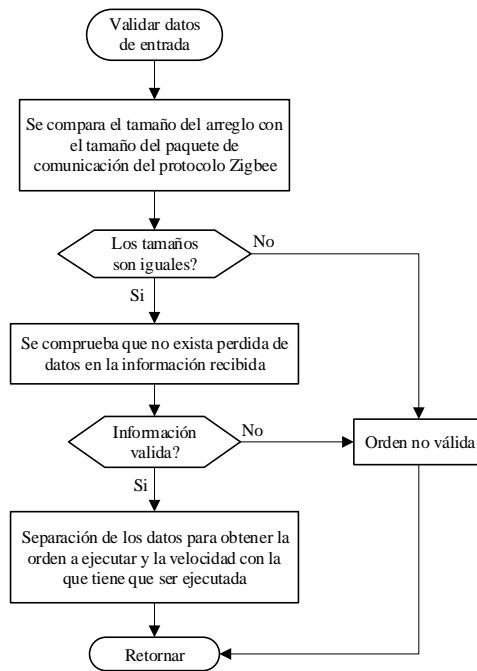 Validar datos
de entrada
Se compara el tamaño del arreglo con
el tamaño del paquete de
comunicación del protocolo Zigbee
Los tamaños
son iguales?
No
Si
Se comprueba que no exista perdida de
datos en la información recibida
Información
valida?
No
Orden no válida
Si
Separación de los datos para obtener la
orden a ejecutar y la velocidad con la
que tiene que ser ejecutada
Retornar